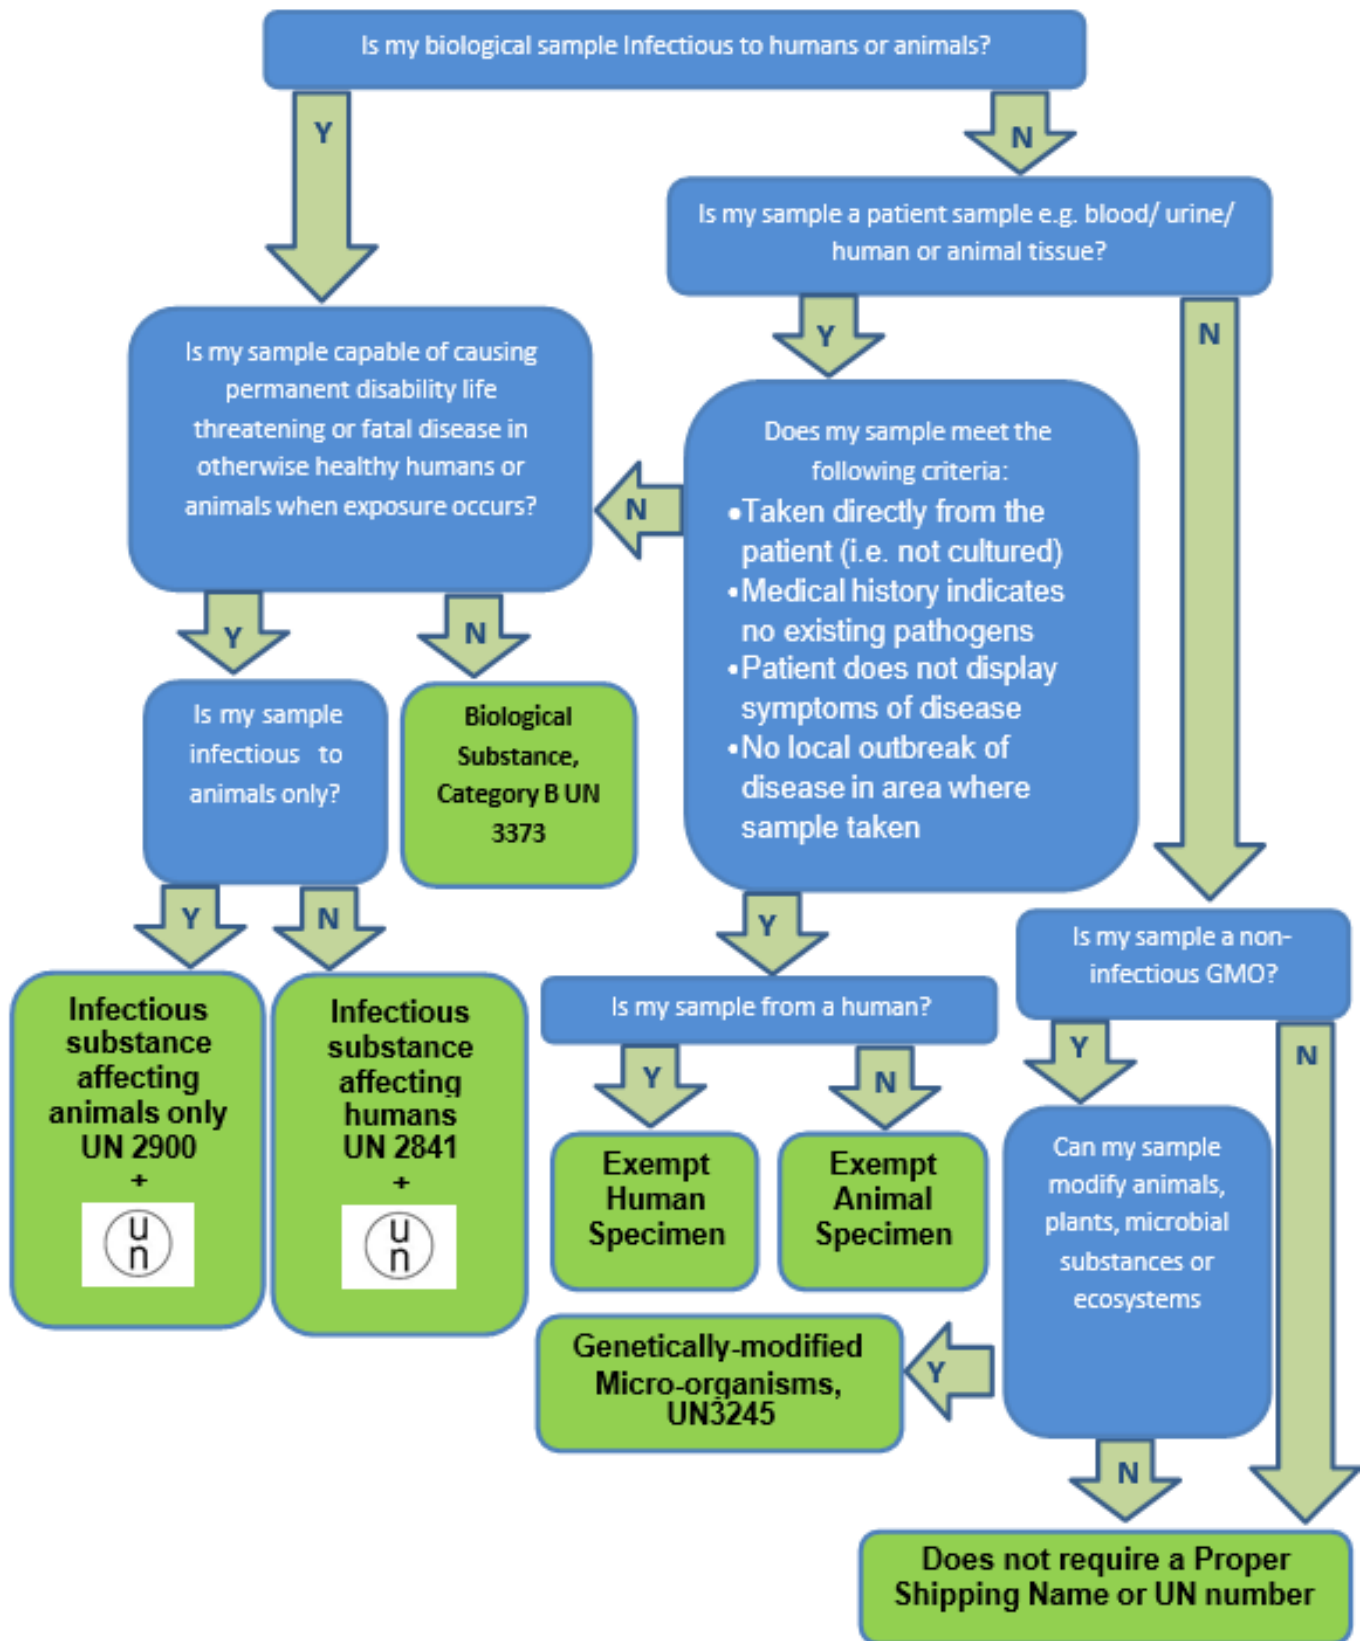 Is my biological sample Infectious to humans or animals?
Y
N
Is my sample a patient sample e.g. blood/ urine/
human or animal tissue?
Y
N
Is my sample capable of causing
permanent disability life
threatening or fatal disease in
otherwise healthy humans or
animals when exposure occurs?
Does my sample meet the
following criteria:
•Taken directly from the
patient (i.e. not cultured)
•Medical history indicates
no existing pathogens
•Patient does not display
symptoms of disease
•No local outbreak of
disease in area where
sample taken
N
Y
N
Is my sample
infectious to
animals only?
Biological
Substance,
Category B UN
3373
Y
N
Y
Is my sample a non-
infectious GMO?
Infectious
substance
affecting
animals only
UN 2900
+
u
n
Infectious
substance
affecting
humans
UN 2841
+
u
n
Is my sample from a human?
Y
N
Y
N
Exempt
Human
Specimen
Exempt
Animal
Specimen
Can my sample
modify animals,
plants, microbial
substances or
ecosystems
Genetically-modified
Micro-organisms,
UN3245
Y
N
Does not require a Proper
Shipping Name or UN number